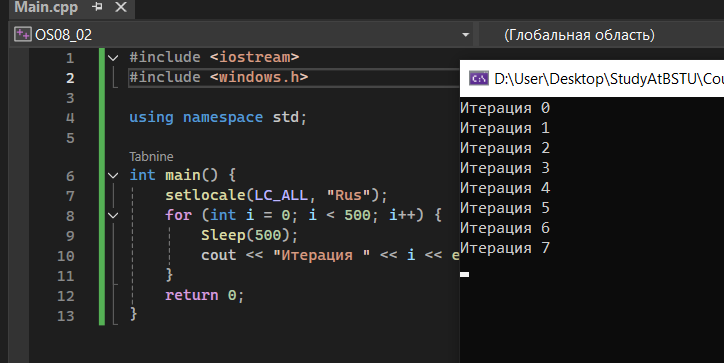 Main.cpp
OS08_02
(Глобальная область)
1 #include <iostream>
2 #include <windows.h>
3
4 using namespace std;
5
Tabnine
6 int main() {
7 setlocale(LC_ALL, "Rus");
8 for (int i = 0; i < 500; i++) {
9 Sleep(500);
10 cout << "Итерация " << i << e
11 }
12 return 0;
13 }
C:\
D:\User\Desktop\StudyAtBSTU\Cou
Итерация 0
Итерация 1
Итерация 2
Итерация 3
Итерация 4
Итерация 5
Итерация 6
Итерация 7